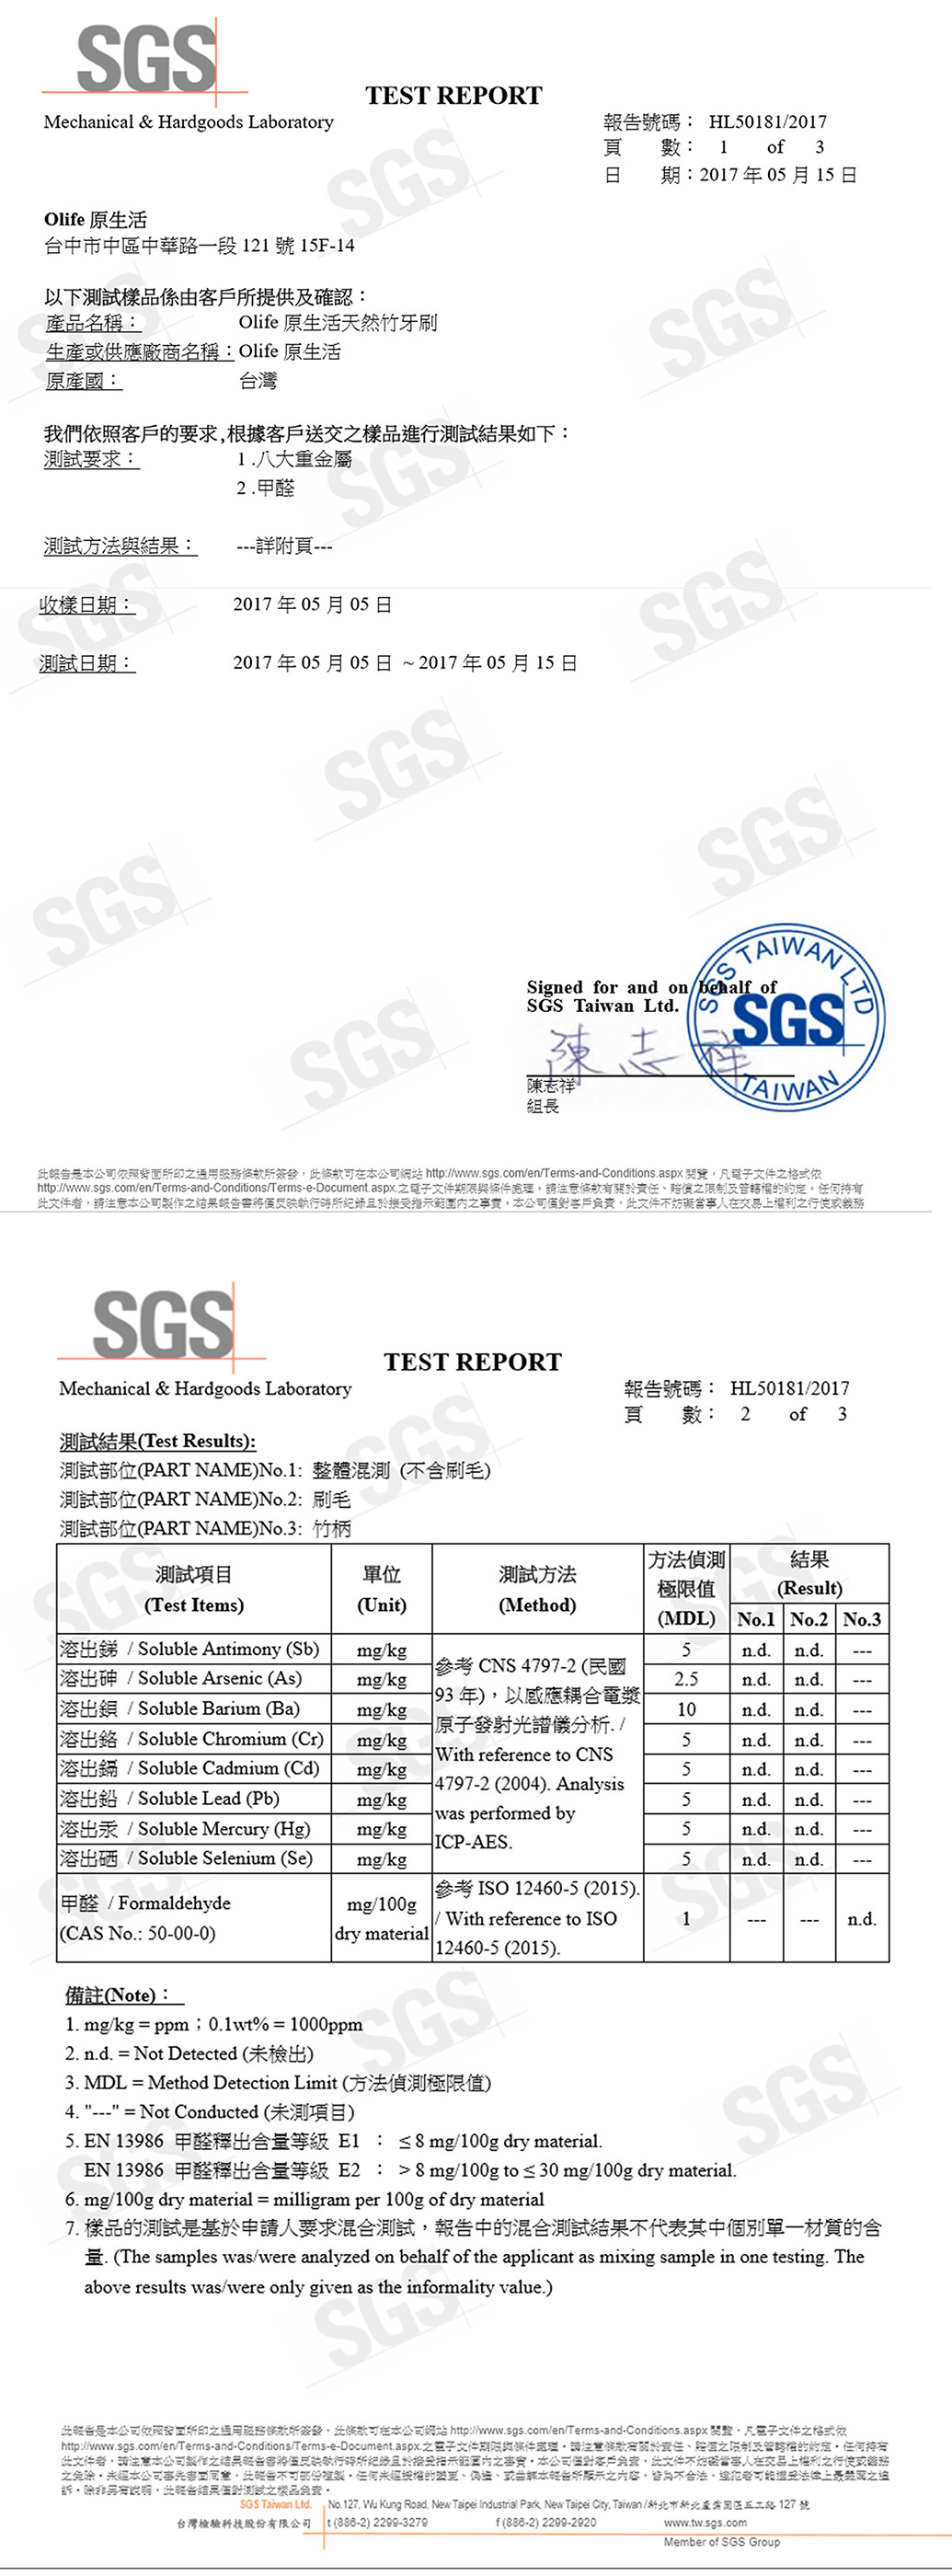 SGS
TEST REPORT
Mechanical & Hardgoods Laboratory
報告號碼： HL50181/2017
頁 數： 1 of 3
日 期：2017 年 05 月 15 日
Olife 原生活
台中市中區中華路一段 121 號 15F-14
以下測試樣品係由客戶所提供及確認：
產品名稱： Olife 原生活天然竹牙刷
生產或供應廠商名稱：Olife 原生活
原產國： 台灣
我們依照客戶的要求,根據客戶送交之樣品進行測試結果如下：
測試要求： 1 .八大重金屬
2 .甲醛
測試方法與結果： ---詳附頁---
收樣日期： 2017 年 05 月 05 日
測試日期： 2017 年 05 月 05 日 ~ 2017 年 05 月 15 日
Signed for and on behalf of
SGS Taiwan Ltd.
SGS TAIWAN LTD
SGS
TAIWAN
陳志祥
陳志祥
組長
此報告是本公司依照背面所印之通用服務條款所簽發，此條款可在本公司網站 http://www.sgs.com/en/Terms-and-Conditions.aspx 閱覽，凡電子文件之格式依
http://www.sgs.com/en/Terms-and-Conditions/Terms-e-Document.aspx 之電子文件期限與條件處理。請注意條款有關於責任、賠償之限制及管轄權的約定。任何持有
此文件者，請注意本公司製作之結果報告書將僅反映執行時所紀錄且於接受指示範圍內之事實。本公司僅對客戶負責，此文件不妨礙當事人在交易上權利之行使或義務
SGS
TEST REPORT
Mechanical & Hardgoods Laboratory
報告號碼： HL50181/2017
頁 數： 2 of 3
測試結果(Test Results):
測試部位(PART NAME)No.1: 整體混測 (不含刷毛)
測試部位(PART NAME)No.2: 刷毛
測試部位(PART NAME)No.3: 竹柄
測試項目 單位 測試方法 方法偵測 結果
(Test Items) (Unit) (Method) 極限值 (Result)
(MDL) No.1 No.2 No.3
溶出銻 / Soluble Antimony (Sb) mg/kg 5 n.d. n.d. ---
溶出砷 / Soluble Arsenic (As) mg/kg 2.5 n.d. n.d. ---
溶出鋇 / Soluble Barium (Ba) mg/kg 10 n.d. n.d. ---
溶出鉻 / Soluble Chromium (Cr) mg/kg 5 n.d. n.d. ---
溶出鎘 / Soluble Cadmium (Cd) mg/kg 5 n.d. n.d. ---
溶出鉛 / Soluble Lead (Pb) mg/kg 5 n.d. n.d. ---
溶出汞 / Soluble Mercury (Hg) mg/kg 5 n.d. n.d. ---
溶出硒 / Soluble Selenium (Se) mg/kg 5 n.d. n.d. ---
參考 CNS 4797-2 (民國
93 年)，以感應耦合電漿
原子發射光譜儀分析. /
With reference to CNS
4797-2 (2004). Analysis
was performed by
ICP-AES.
甲醛 / Formaldehyde
(CAS No.: 50-00-0)
mg/100g
dry material
參考 ISO 12460-5 (2015).
/ With reference to ISO
12460-5 (2015).
1 --- --- n.d.
備註(Note)：
1. mg/kg = ppm；0.1wt% = 1000ppm
2. n.d. = Not Detected (未檢出)
3. MDL = Method Detection Limit (方法偵測極限值)
4. "---" = Not Conducted (未測項目)
5. EN 13986 甲醛釋出含量等級 E1 ： ≤ 8 mg/100g dry material.
EN 13986 甲醛釋出含量等級 E2 ： > 8 mg/100g to ≤ 30 mg/100g dry material.
6. mg/100g dry material = milligram per 100g of dry material
7. 樣品的測試是基於申請人要求混合測試，報告中的混合測試結果不代表其中個別單一材質的含
量. (The samples was/were analyzed on behalf of the applicant as mixing sample in one testing. The
above results was/were only given as the informality value.)
此報告是本公司依照背面所印之通用服務條款所簽發，此條款可在本公司網站 http://www.sgs.com/en/Terms-and-Conditions.aspx 閱覽，凡電子文件之格式依
http://www.sgs.com/en/Terms-and-Conditions/Terms-e-Document.aspx 之電子文件期限與條件處理。請注意條款有關於責任、賠償之限制及管轄權的約定。任何持有
此文件者，請注意本公司製作之結果報告書將僅反映執行時所紀錄且於接受指示範圍內之事實。本公司僅對客戶負責，此文件不妨礙當事人在交易上權利之行使或義務
之免除。未經本公司事先書面同意，此報告不可部份複製。任何未經授權的變更、偽造、或曲解本報告所顯示之內容，皆為不合法，違犯者可能遭受法律上最嚴厲之追
訴。除非另有說明，此報告結果僅對測試之樣品負責。
SGS Taiwan Ltd. No.127, Wu Kung Road, New Taipei Industrial Park, New Taipei City, Taiwan /新北市新北產業園區五工路 127 號
台灣檢驗科技股份有限公司 t (886-2) 2299-3279 f (886-2) 2299-2920 www.tw.sgs.com
Member of SGS Group